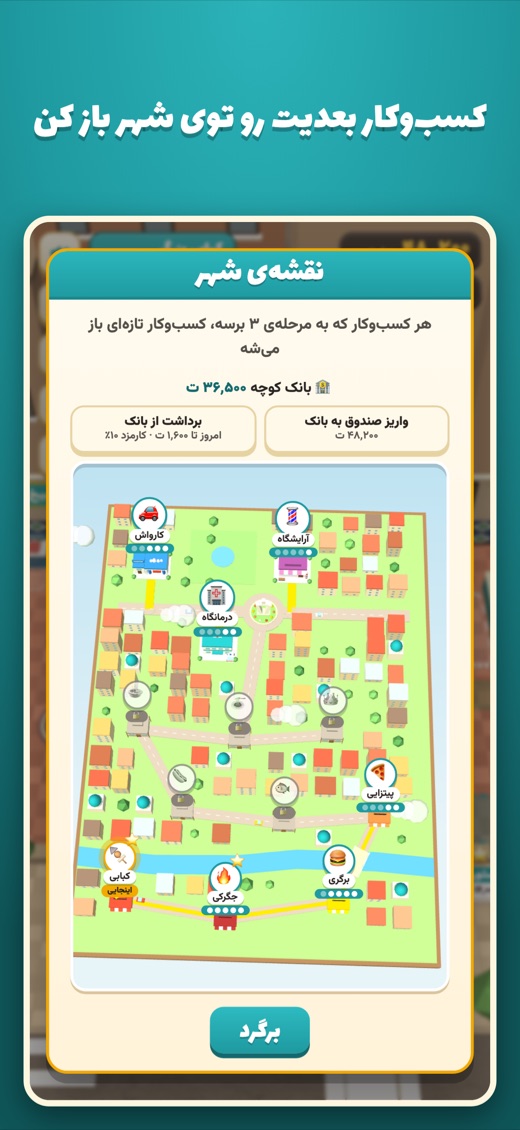 کسب‌وکار بعدیت رو توی شهر باز کن
نقشه‌ی شهر
هر کسب‌وکار که به مرحله‌ی ۳ برسه، کسب‌وکار تازه‌ای باز
می‌شه
بانک کوچه ۳۶,۵۰۰ ت
واریز صندوق به بانک
۴۸,۲۰۰ ت
برداشت از بانک
امروز تا ۱,۶۰۰ ت · کارمزد ۱۰٪
آرایشگاه
کارواش
درمانگاه
پیتزایی
برگری
جگرکی
کبابی
اینجایی
برگرد